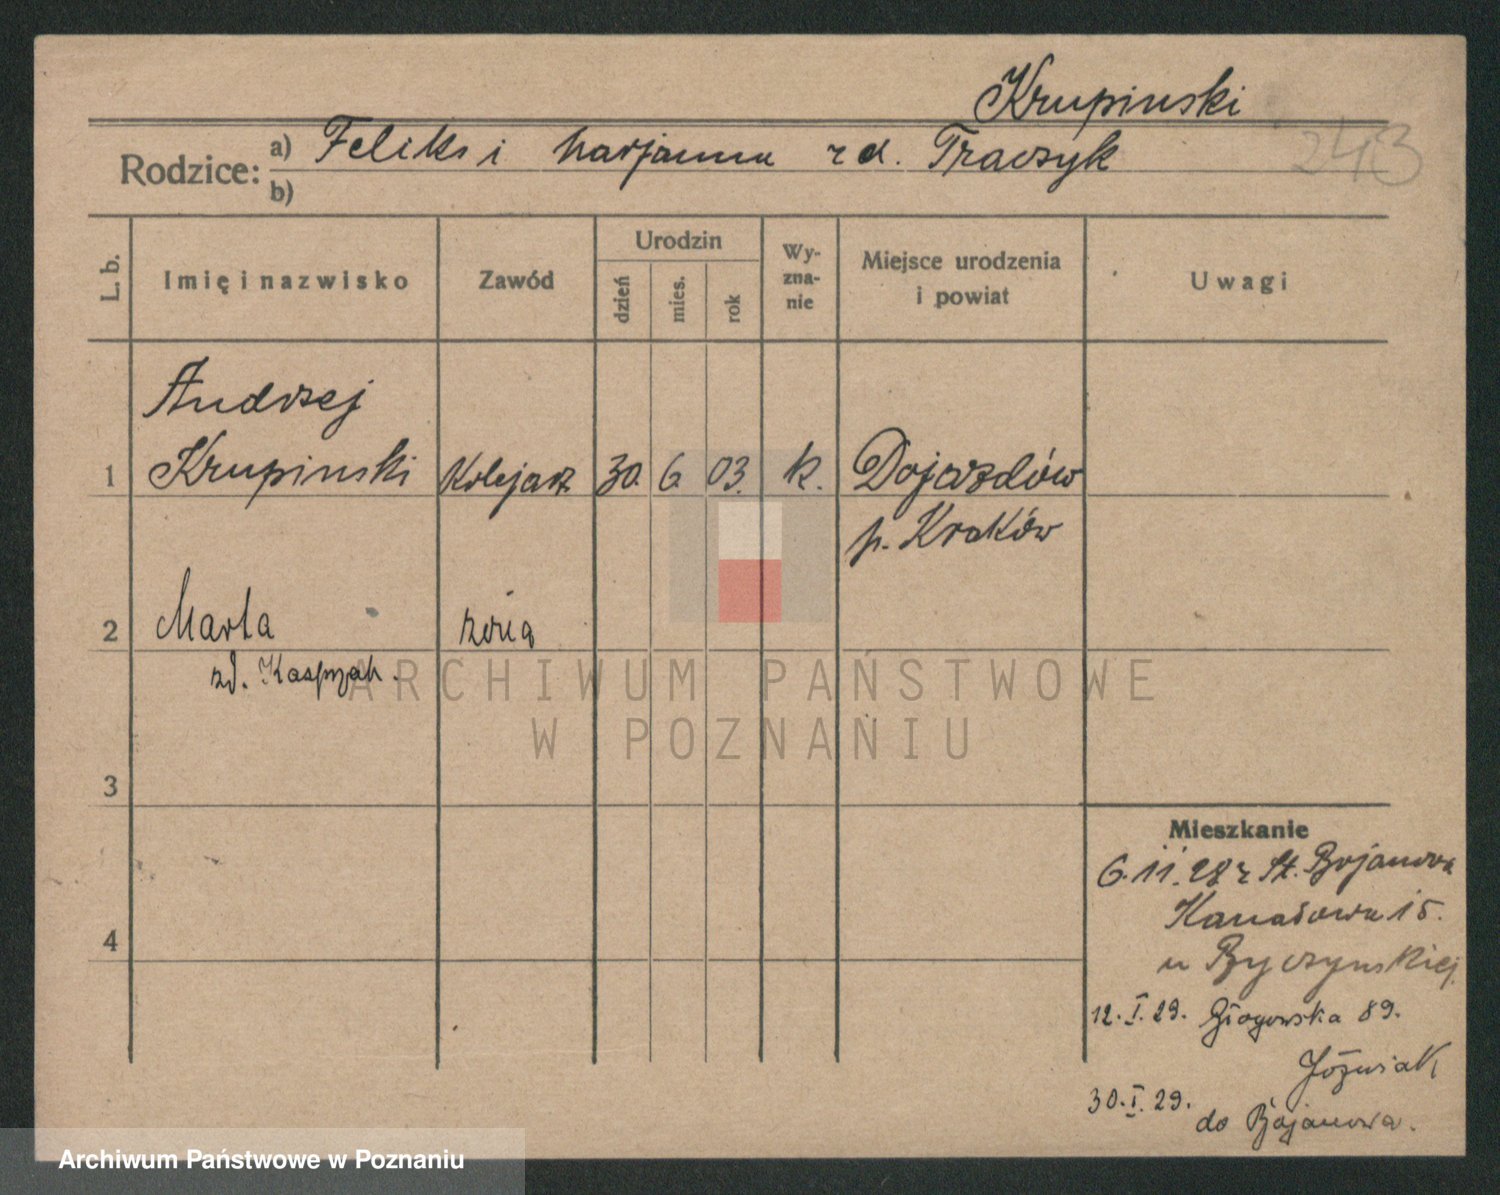 Krupinski
243
Rodzice: a) Feliks i Marjanna zd. Traczyk
b)
L. b. Imię i nazwisko Zawód Urodzin dzień mies. rok Wy-zna-nie Miejsce urodzenia i powiat Uwagi
Andrzej
1 Krupinski Kolejarz 30. 6. 03. k. Dojazdów
p. Kraków
2 Marta żona
zd. Kasprzak.
ARCHIWUM PAŃSTWOWE
W POZNANIU
3
Mieszkanie
6.11.28 z St. Bojanowa
Kanałowa 15.
4
u Byczynskiej
12.I.29. Głogowska 89.
Jóźwiak
30.I.29.
do Bojanowa.
Archiwum Państwowe w Poznaniu